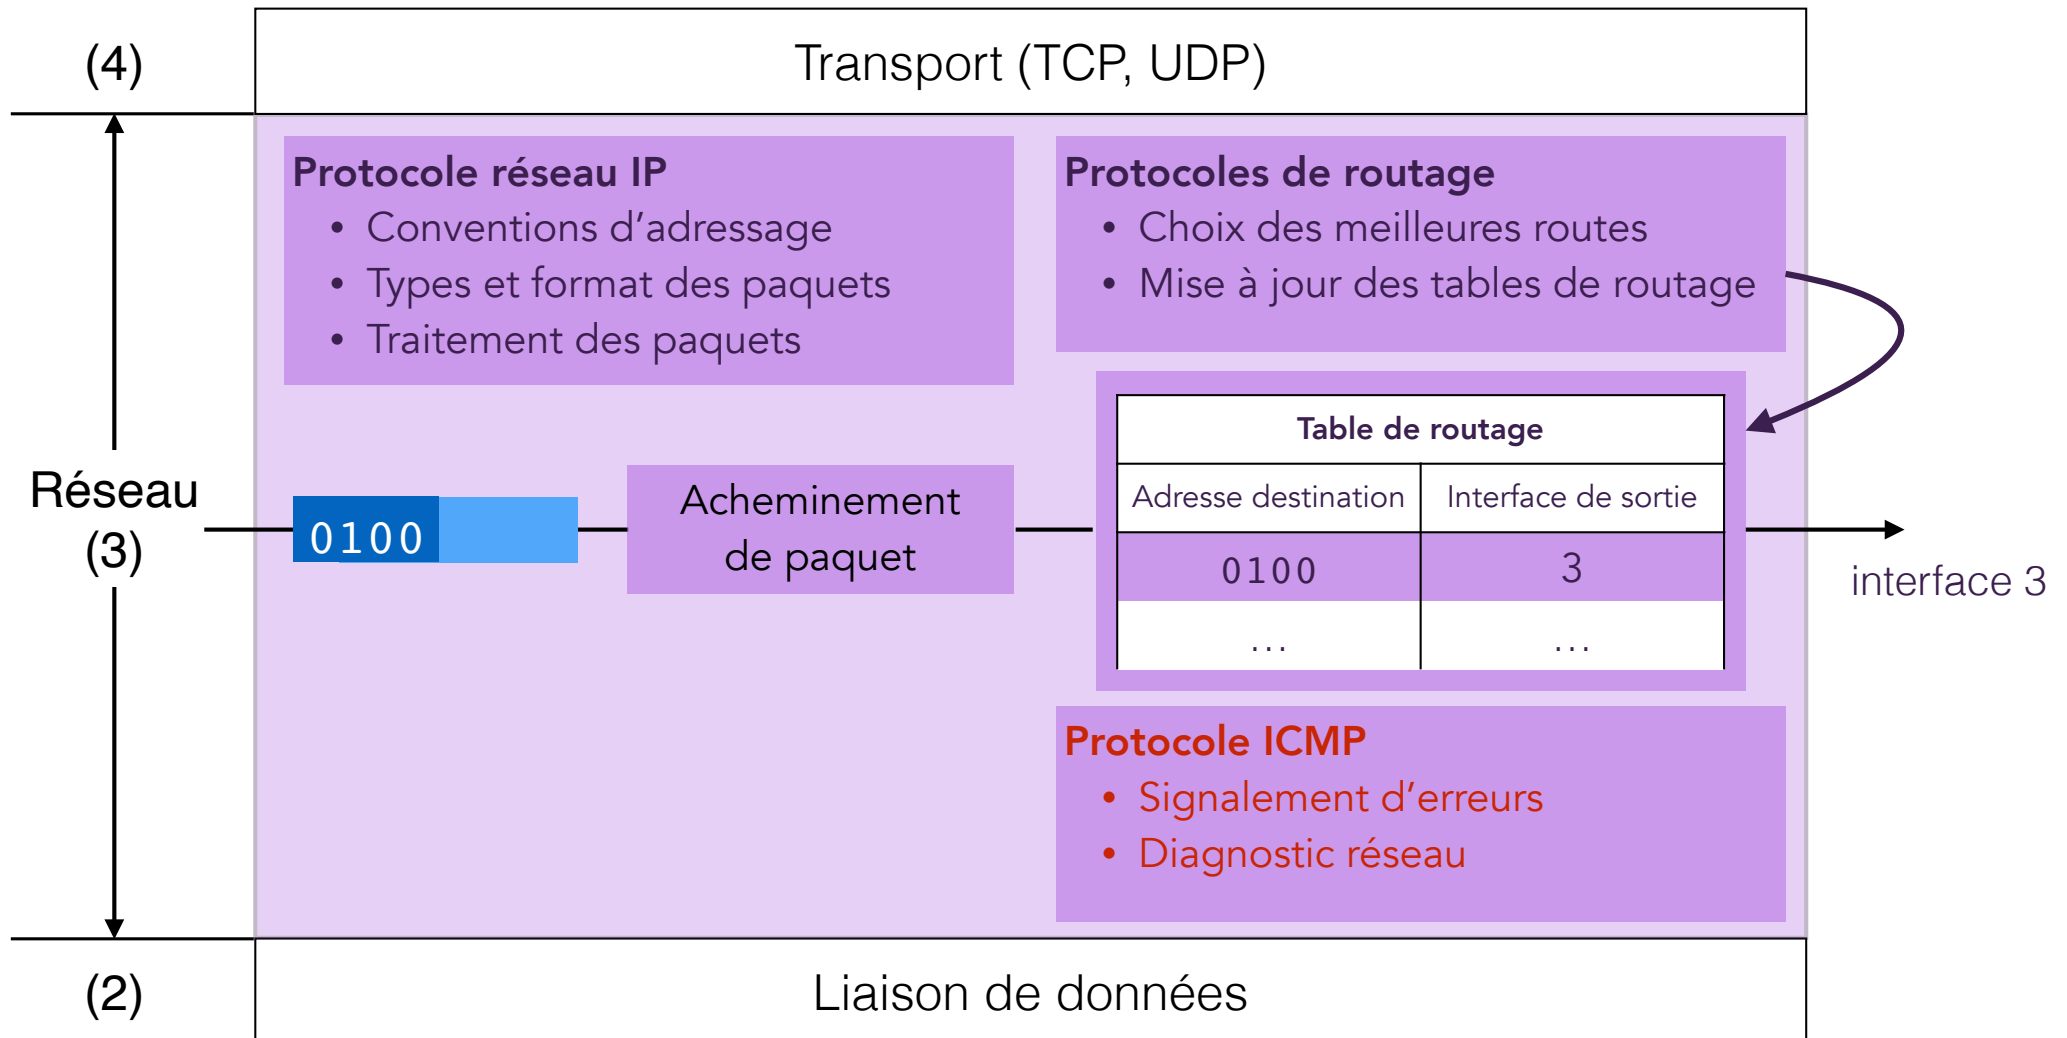 (4)
Transport (TCP, UDP)
Protocole réseau IP
• Conventions d’adressage
• Types et format des paquets
• Traitement des paquets
Protocoles de routage
• Choix des meilleures routes
• Mise à jour des tables de routage
Réseau
(3)
0100
Acheminement
de paquet
Table de routage
Adresse destination Interface de sortie
0100 3
... ...
interface 3
Protocole ICMP
• Signalement d’erreurs
• Diagnostic réseau
(2)
Liaison de données